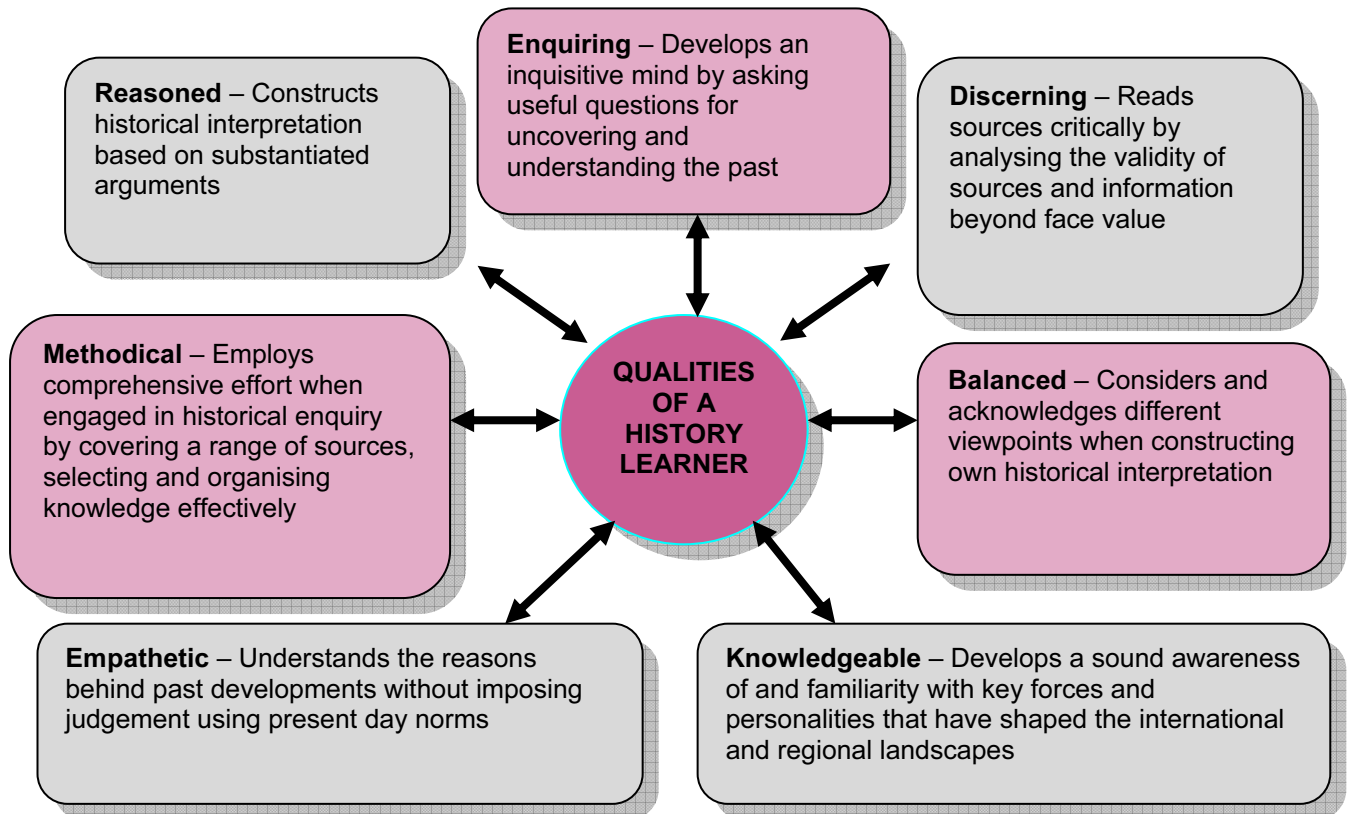 Enquiring – Develops an
inquisitive mind by asking
useful questions for
uncovering and
understanding the past
Reasoned – Constructs
historical interpretation
based on substantiated
arguments
Discerning – Reads
sources critically by
analysing the validity of
sources and information
beyond face value
Methodical – Employs
comprehensive effort when
engaged in historical enquiry
by covering a range of sources,
selecting and organising
knowledge effectively
QUALITIES
OF A
HISTORY
LEARNER
Balanced – Considers and
acknowledges different
viewpoints when constructing
own historical interpretation
Empathetic – Understands the reasons
behind past developments without imposing
judgement using present day norms
Knowledgeable – Develops a sound awareness
of and familiarity with key forces and
personalities that have shaped the international
and regional landscapes